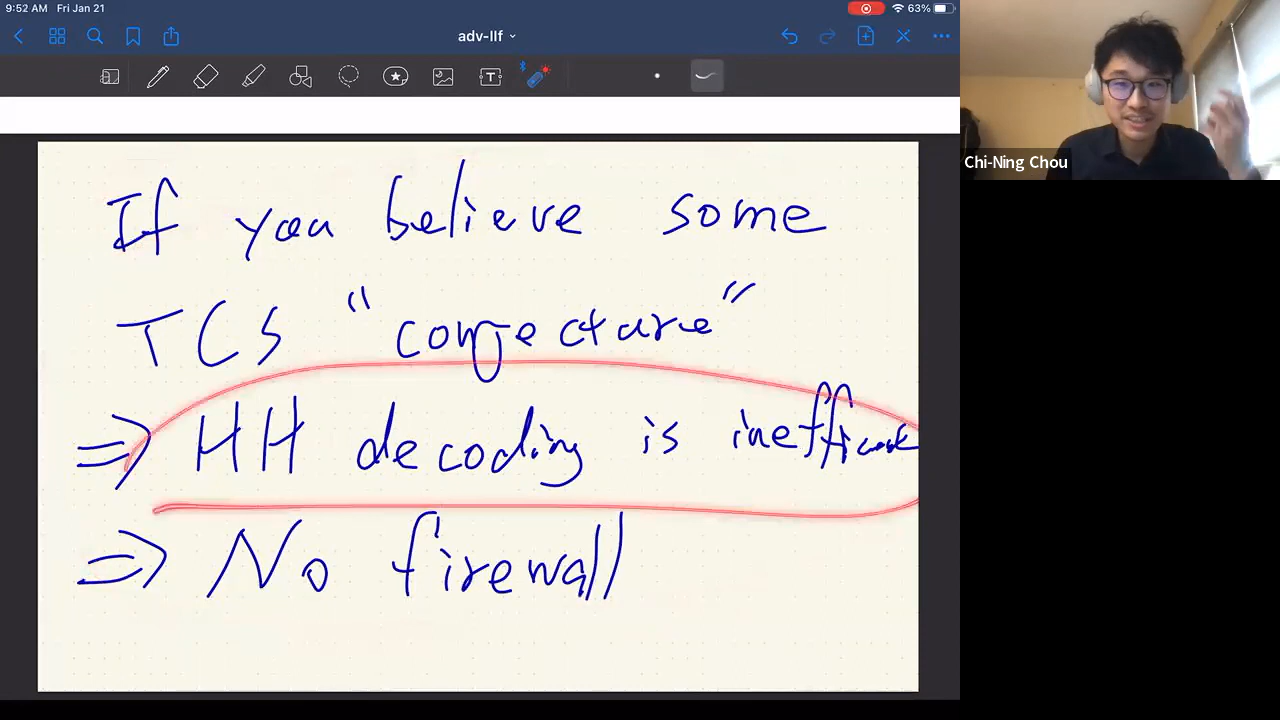 9:52 AM Fri Jan 21
63%
adv-llf
T
If you believe some
TCS "conjecture"
⇒ HH decoding is inefficient
⇒ No firewall
Chi-Ning Chou